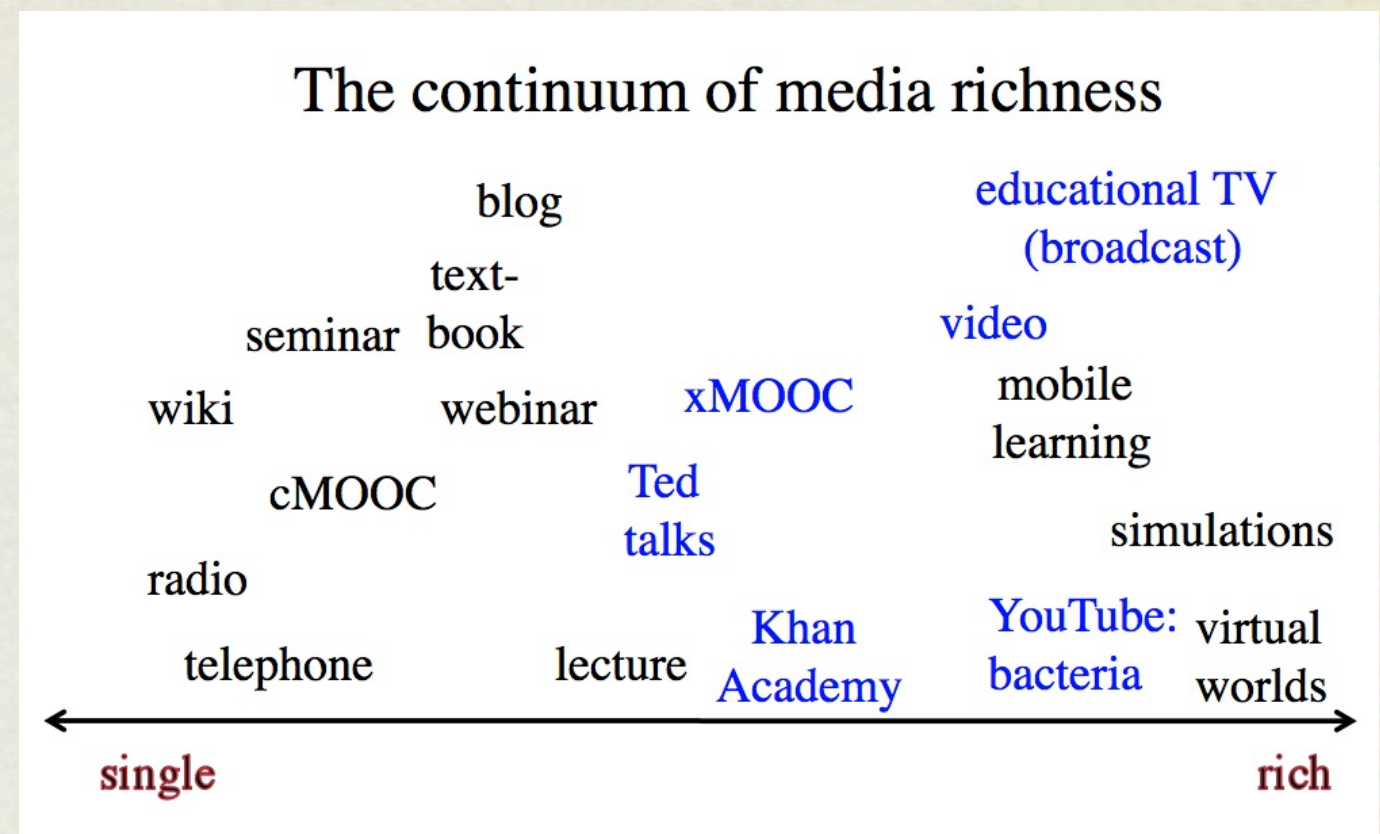 The continuum of media richness
blog
educational TV
(broadcast)
text-
book
seminar
video
wiki
webinar
xMOOC
mobile
learning
cMOOC
Ted
talks
simulations
radio
telephone
lecture
Khan
Academy
YouTube:
bacteria
virtual
worlds
single
rich